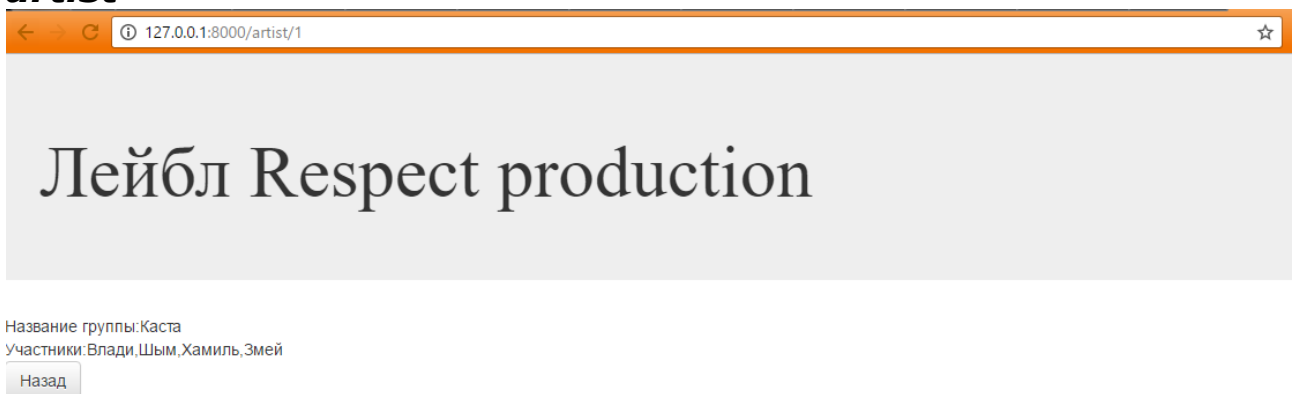 artist
127.0.0.1:8000/artist/1
Лейбл Respect production
Название группы:Каста
Участники:Влади,Шым,Хамиль,Змей
Назад